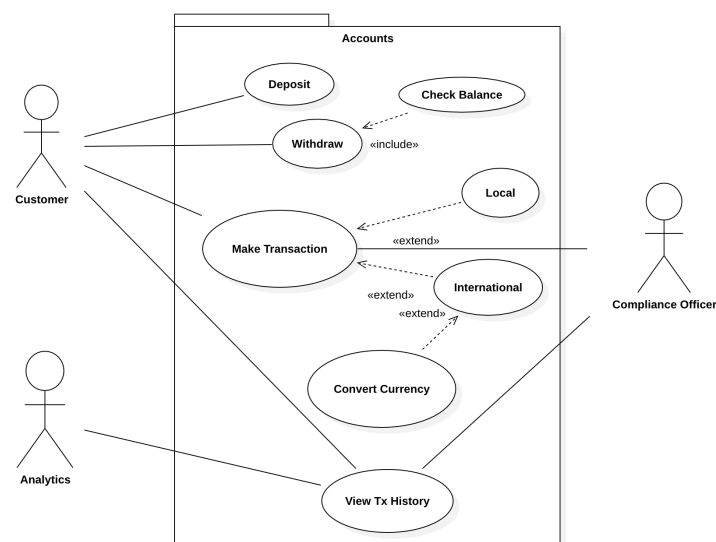 Accounts
Deposit
Check Balance
Withdraw
«include»
Local
Customer
Make Transaction
«extend»
International
«extend»
Compliance Officer
«extend»
Convert Currency
Analytics
View Tx History